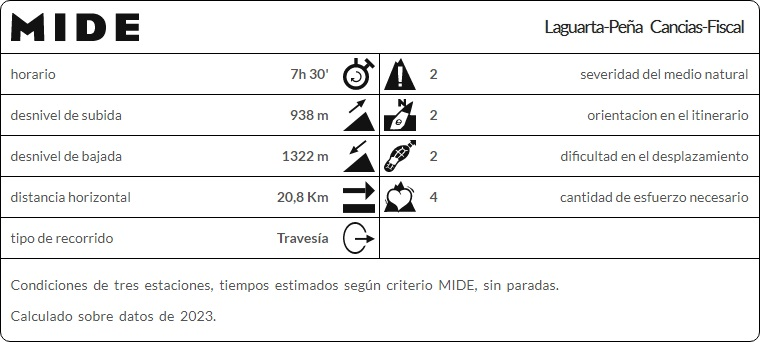 MIDE
Laguarta-Peña Cancias-Fiscal
horario 7h 30' 2 severidad del medio natural
desnivel de subida 938 m N 2 orientacion en el itinerario
desnivel de bajada 1322 m 2 dificultad en el desplazamiento
distancia horizontal 20,8 Km 4 cantidad de esfuerzo necesario
tipo de recorrido Travesía
Condiciones de tres estaciones, tiempos estimados según criterio MIDE, sin paradas.
Calculado sobre datos de 2023.